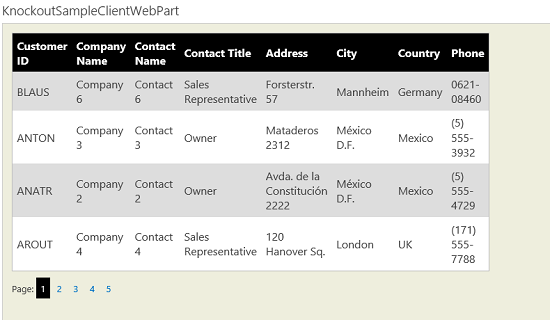 KnockoutSampleClientWebPart
Customer ID Company Name Contact Name Contact Title Address City Country Phone
BLAUS Company 6 Contact 6 Sales Representative Forsterstr. 57 Mannheim Germany 0621-08460
ANTON Company 3 Contact 3 Owner Mataderos 2312 México D.F. Mexico (5) 555-3932
ANATR Company 2 Contact 2 Owner Avda. de la Constitución 2222 México D.F. Mexico (5) 555-4729
AROUT Company 4 Contact 4 Sales Representative 120 Hanover Sq. London UK (171) 555-7788
Page: 1 2 3 4 5